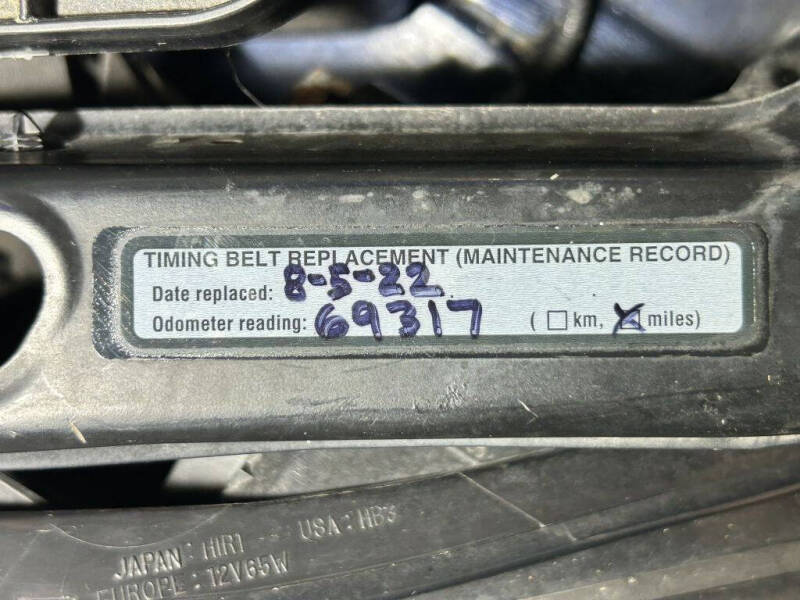 TIMING BELT REPLACEMENT (MAINTENANCE RECORD)
Date replaced: 8-5-22
Odometer reading: 69317 ( ☐ km, ☒ miles)
JAPAN : HIR1 USA : HB3
EUROPE : 12V65W